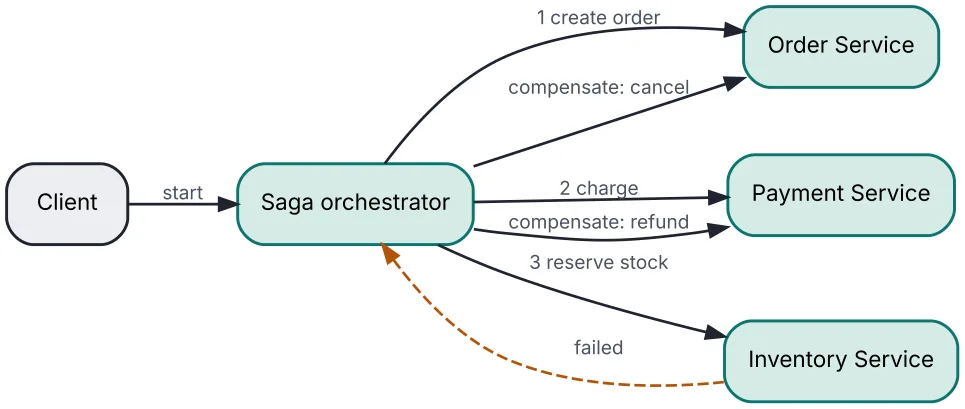 1 create order
Order Service
compensate: cancel
Client
start
Saga orchestrator
2 charge
Payment Service
compensate: refund
3 reserve stock
failed
Inventory Service